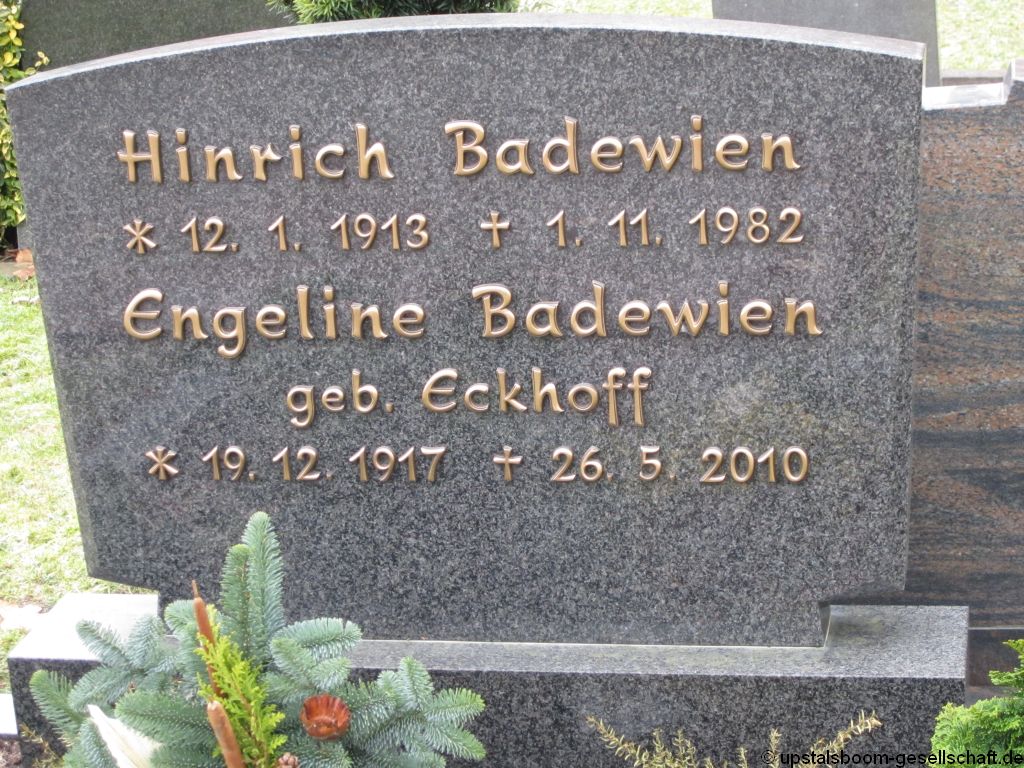 Hinrich Badewien
* 12. 1. 1913 † 1. 11. 1982
Engeline Badewien
geb. Eckhoff
* 19. 12. 1917 † 26. 5. 2010
© upstalsboom-gesellschaft.de